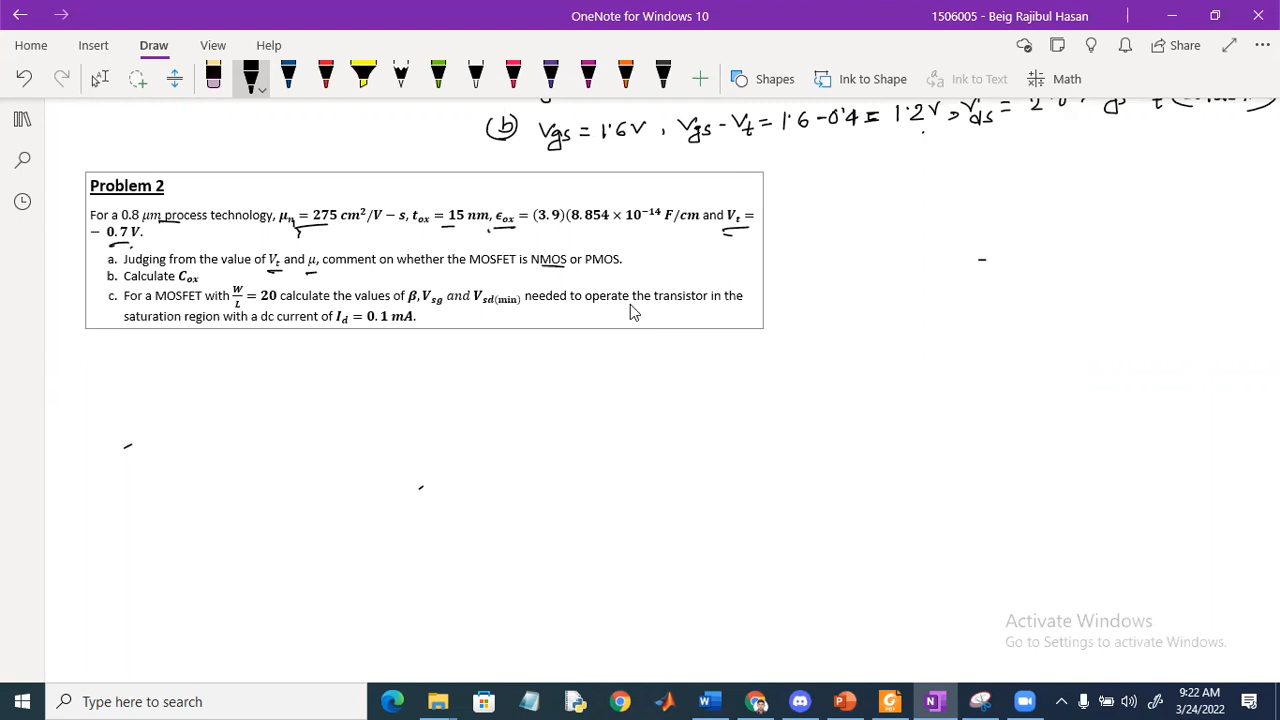 OneNote for Windows 10
1506005 - Beig Rajibul Hasan
Home Insert Draw View Help Share
Shapes Ink to Shape Ink to Text Math
(b) Vgs = 1.6V , Vgs - Vt = 1.6 - 0.4 = 1.2V > Vds =
Problem 2
For a 0.8 μm process technology, μn = 275 cm²/V − s, tox = 15 nm, ϵox = (3.9)(8.854 × 10⁻¹⁴ F/cm and Vt =
− 0.7 V.
a. Judging from the value of Vt and μ, comment on whether the MOSFET is NMOS or PMOS.
b. Calculate Cox
c. For a MOSFET with W/L = 20 calculate the values of β, Vsg and Vsd(min) needed to operate the transistor in the
saturation region with a dc current of Id = 0.1 mA.
Activate Windows
Go to Settings to activate Windows.
Type here to search
9:22 AM
3/24/2022